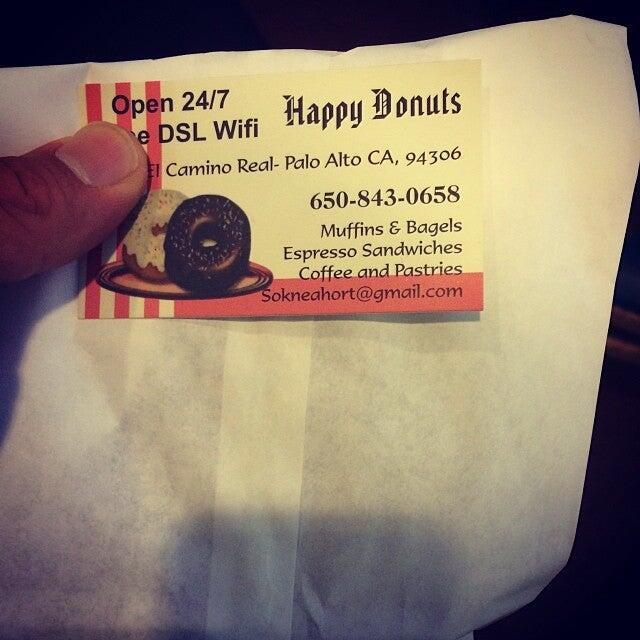 Open 24/7
DSL Wifi
Happy Donuts
El Camino Real- Palo Alto CA, 94306
650-843-0658
Muffins & Bagels
Espresso Sandwiches
Coffee and Pastries
Sokneahort@gmail.com